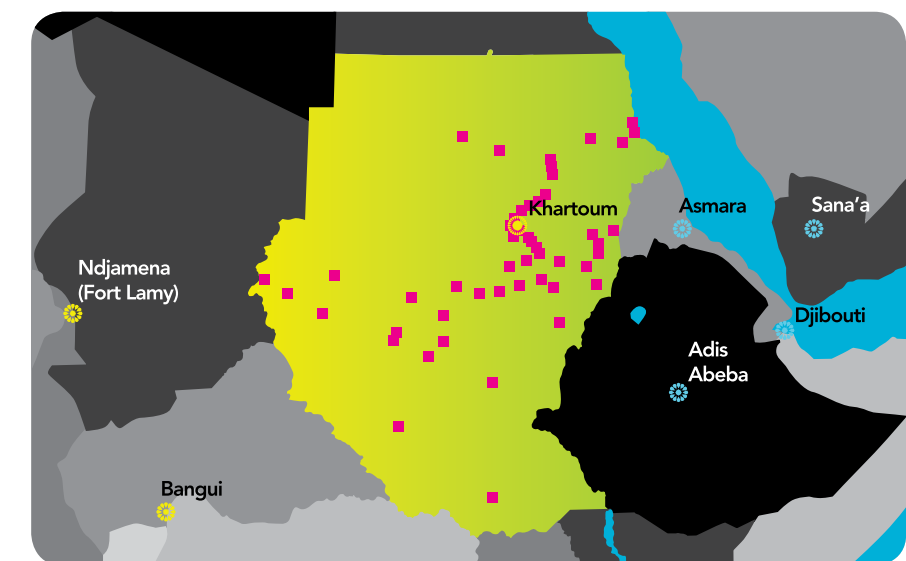 Khartoum
Asmara
Sana’a
Ndjamena
(Fort Lamy)
Djibouti
Adis
Abeba
Bangui